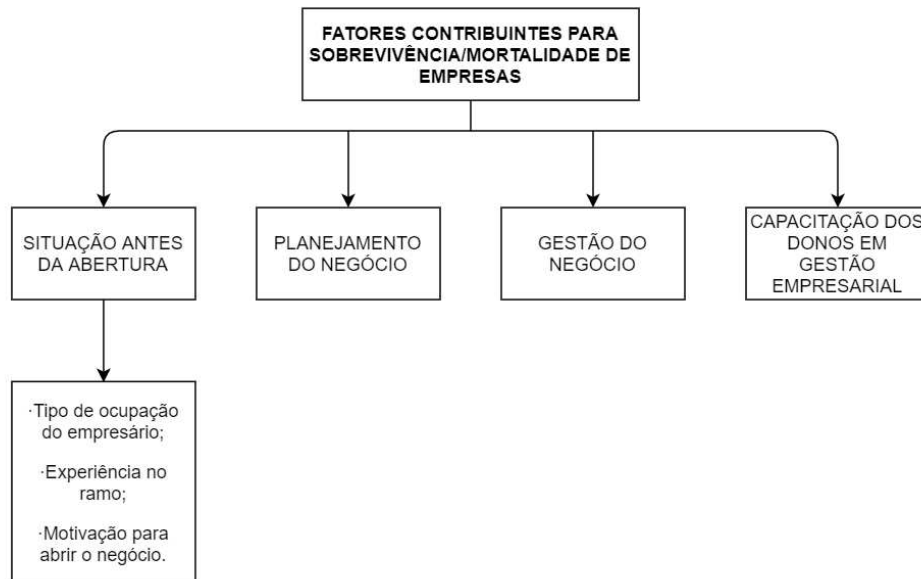 FATORES CONTRIBUINTES PARA
SOBREVIVÊNCIA/MORTALIDADE DE
EMPRESAS
SITUAÇÃO ANTES
DA ABERTURA
PLANEJAMENTO
DO NEGÓCIO
GESTÃO DO
NEGÓCIO
CAPACITAÇÃO DOS
DONOS EM
GESTÃO
EMPRESARIAL
·Tipo de ocupação
do empresário;
·Experiência no
ramo;
·Motivação para
abrir o negócio.